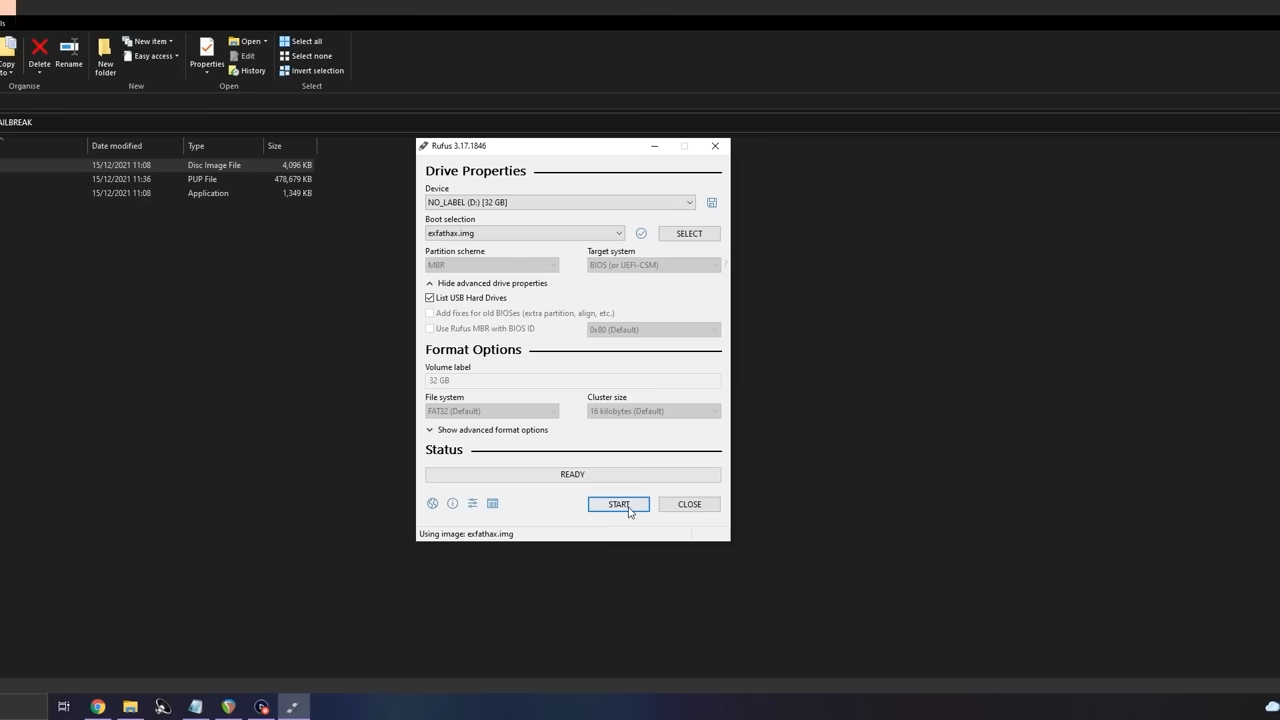 ls
Copy
to
Delete
Rename
New
folder
New item
Easy access
Properties
Open
Edit
History
Select all
Select none
Invert selection
Organise
New
Open
Select
AILBREAK
Date modified
Type
Size
15/12/2021 11:08
Disc Image File
4,096 KB
15/12/2021 11:36
PUP File
478,679 KB
15/12/2021 11:08
Application
1,349 KB
Rufus 3.17.1846
Drive Properties
Device
NO_LABEL (D:) [32 GB]
Boot selection
exfathax.img
SELECT
Partition scheme
Target system
MBR
BIOS (or UEFI-CSM)
?
Hide advanced drive properties
List USB Hard Drives
Add fixes for old BIOSes (extra partition, align, etc.)
Use Rufus MBR with BIOS ID
0x80 (Default)
Format Options
Volume label
32 GB
File system
Cluster size
FAT32 (Default)
16 kilobytes (Default)
Show advanced format options
Status
READY
START
CLOSE
Using image: exfathax.img